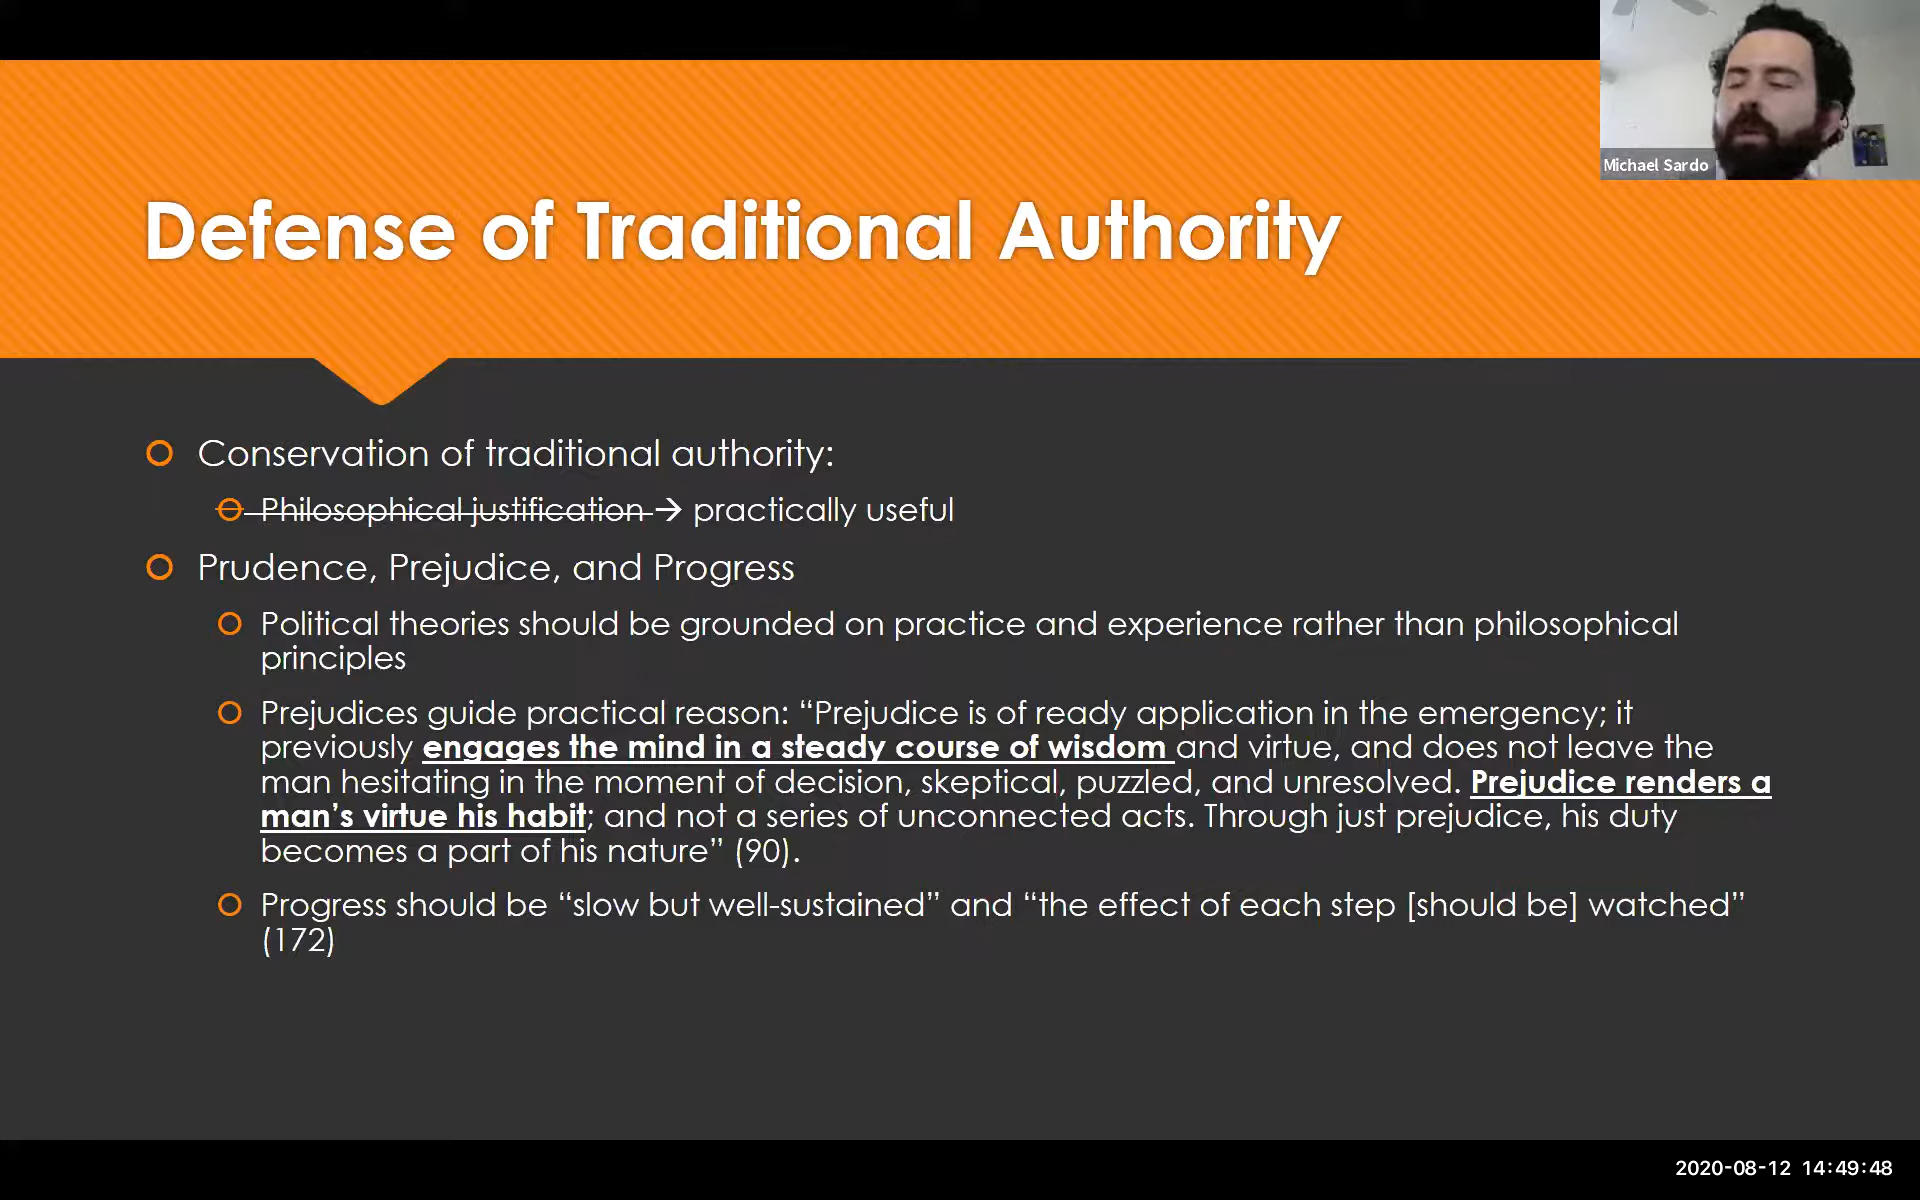 Michael Sardo
Defense of Traditional Authority
Conservation of traditional authority:
Philosophical justification → practically useful
Prudence, Prejudice, and Progress
Political theories should be grounded on practice and experience rather than philosophical
principles
Prejudices guide practical reason: “Prejudice is of ready application in the emergency; it
previously engages the mind in a steady course of wisdom and virtue, and does not leave the
man hesitating in the moment of decision, skeptical, puzzled, and unresolved. Prejudice renders a
man’s virtue his habit; and not a series of unconnected acts. Through just prejudice, his duty
becomes a part of his nature” (90).
Progress should be “slow but well-sustained” and “the effect of each step [should be] watched”
(172)
2020-08-12 14:49:48